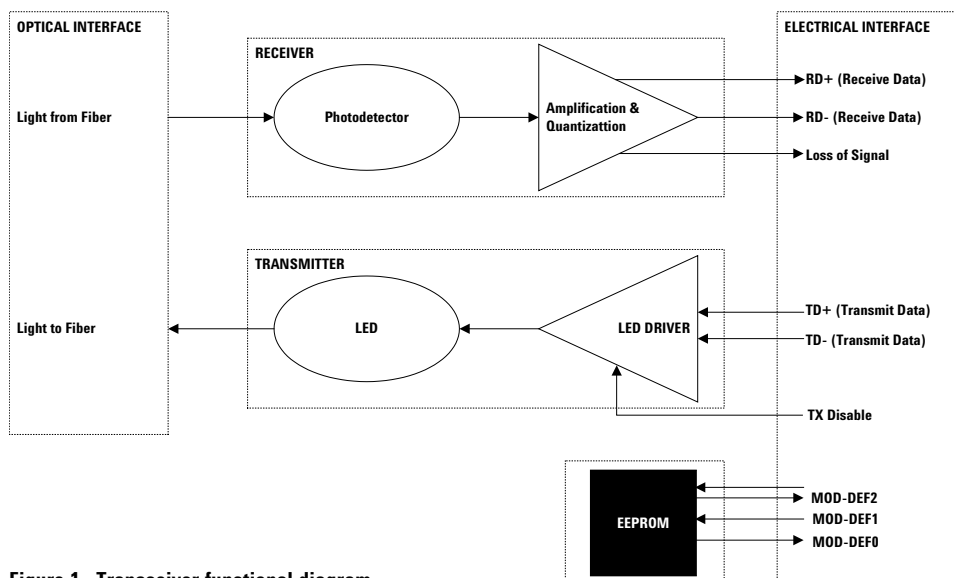 OPTICAL INTERFACE
ELECTRICAL INTERFACE
RECEIVER
Light from Fiber
Photodetector
Amplification &
Quantizattion
RD+ (Receive Data)
RD- (Receive Data)
Loss of Signal
TRANSMITTER
Light to Fiber
LED
LED DRIVER
TD+ (Transmit Data)
TD- (Transmit Data)
TX Disable
EEPROM
MOD-DEF2
MOD-DEF1
MOD-DEF0
Figure 1. Transceiver functional diagram